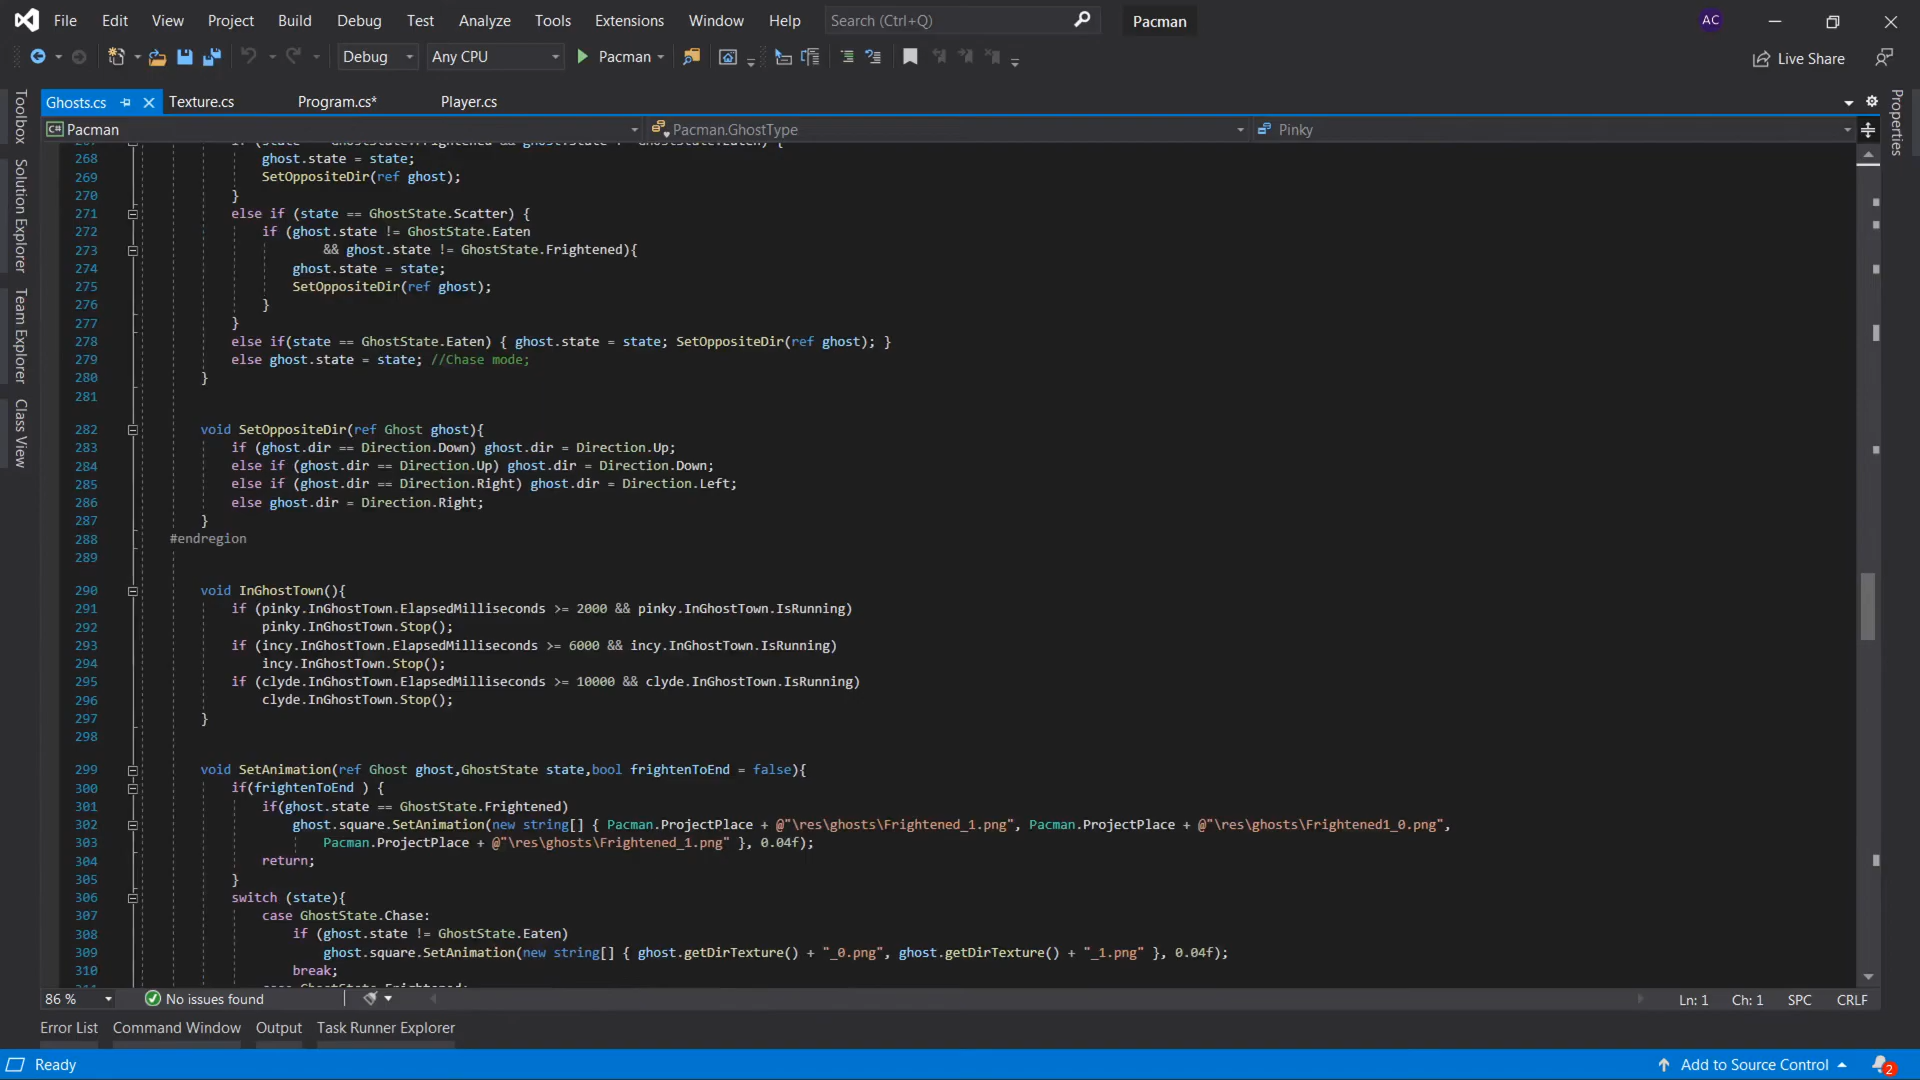 File Edit View Project Build Debug Test Analyze Tools Extensions Window Help Search (Ctrl+Q) Pacman AC
Debug Any CPU Pacman Live Share
Ghosts.cs Texture.cs Program.cs* Player.cs
Pacman Pacman.GhostType Pinky
Toolbox
Solution Explorer
Team Explorer
Class View
Properties
268 ghost.state = state;
269 SetOppositeDir(ref ghost);
270 }
271 else if (state == GhostState.Scatter) {
272 if (ghost.state != GhostState.Eaten
273 && ghost.state != GhostState.Frightened){
274 ghost.state = state;
275 SetOppositeDir(ref ghost);
276 }
277 }
278 else if(state == GhostState.Eaten) { ghost.state = state; SetOppositeDir(ref ghost); }
279 else ghost.state = state; //Chase mode;
280 }
281
282 void SetOppositeDir(ref Ghost ghost){
283 if (ghost.dir == Direction.Down) ghost.dir = Direction.Up;
284 else if (ghost.dir == Direction.Up) ghost.dir = Direction.Down;
285 else if (ghost.dir == Direction.Right) ghost.dir = Direction.Left;
286 else ghost.dir = Direction.Right;
287 }
288 #endregion
289
290 void InGhostTown(){
291 if (pinky.InGhostTown.ElapsedMilliseconds >= 2000 && pinky.InGhostTown.IsRunning)
292 pinky.InGhostTown.Stop();
293 if (incy.InGhostTown.ElapsedMilliseconds >= 6000 && incy.InGhostTown.IsRunning)
294 incy.InGhostTown.Stop();
295 if (clyde.InGhostTown.ElapsedMilliseconds >= 10000 && clyde.InGhostTown.IsRunning)
296 clyde.InGhostTown.Stop();
297 }
298
299 void SetAnimation(ref Ghost ghost,GhostState state,bool frightenToEnd = false){
300 if(frightenToEnd ) {
301 if(ghost.state == GhostState.Frightened)
302 ghost.square.SetAnimation(new string[] { Pacman.ProjectPlace + @"\res\ghosts\Frightened_1.png", Pacman.ProjectPlace + @"\res\ghosts\Frightened1_0.png",
303 Pacman.ProjectPlace + @"\res\ghosts\Frightened_1.png" }, 0.04f);
304 return;
305 }
306 switch (state){
307 case GhostState.Chase:
308 if (ghost.state != GhostState.Eaten)
309 ghost.square.SetAnimation(new string[] { ghost.getDirTexture() + "_0.png", ghost.getDirTexture() + "_1.png" }, 0.04f);
310 break;
86 % No issues found Ln: 1 Ch: 1 SPC CRLF
Error List Command Window Output Task Runner Explorer
Ready Add to Source Control 2